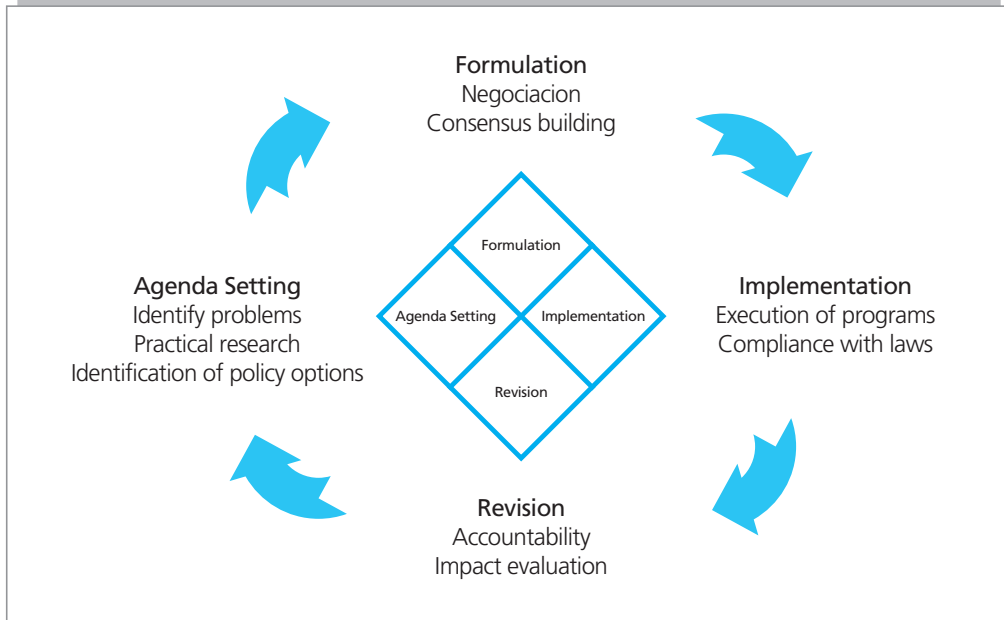 Formulation
Negociacion
Consensus building
Formulation
Agenda Setting
Identify problems
Practical research
Identification of policy options
Agenda Setting
Implementation
Implementation
Execution of programs
Compliance with laws
Revision
Revision
Accountability
Impact evaluation